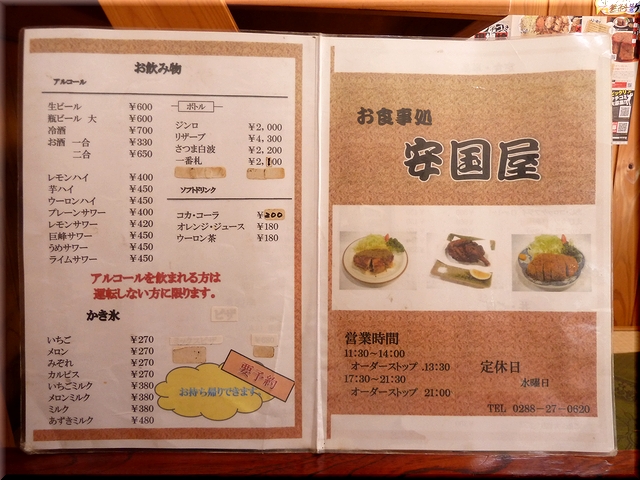 お飲み物
アルコール
生ビール ¥600
瓶ビール 大 ¥600
冷酒 ¥700
お酒 一合 ¥330
二合 ¥650
レモンハイ ¥400
芋ハイ ¥450
ウーロンハイ ¥450
プレーンサワー ¥400
レモンサワー ¥420
巨峰サワー ¥450
うめサワー ¥450
ライムサワー ¥450
ボトル
ジンロ ¥2,000
リザーブ ¥4,300
さつま白波 ¥2,200
一番札 ¥2,100
ソフトドリンク
コカ・コーラ ¥200
オレンジ・ジュース ¥180
ウーロン茶 ¥180
アルコールを飲まれる方は
運転しない方に限ります。
かき氷
いちご ¥270
メロン ¥270
みぞれ ¥270
カルピス ¥270
いちごミルク ¥380
メロンミルク ¥380
ミルク ¥380
あずきミルク ¥480
ピザ
要予約
お持ち帰りできます
お食事処
安国屋
営業時間
11:30~14:00
オーダーストップ .13:30
17:30~21:30
オーダーストップ 21:00
定休日
水曜日
TEL 0288-27-0620